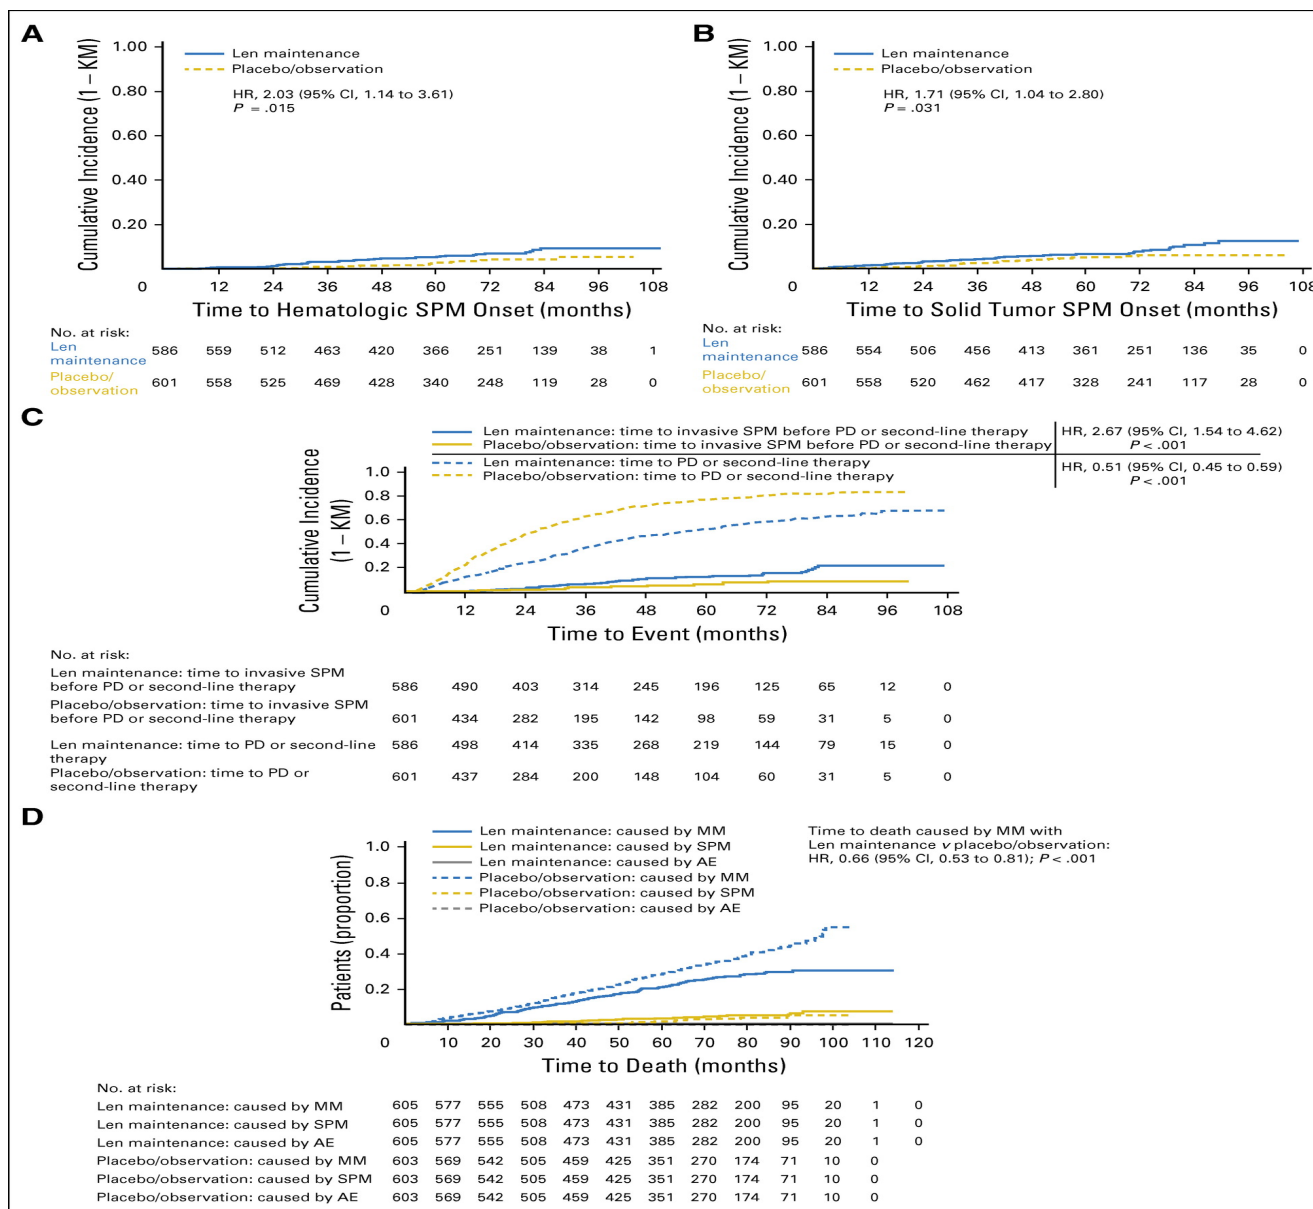 A
Cumulative Incidence (1 – KM)
1.00
0.80
0.60
0.40
0.20
Len maintenance
Placebo/observation
HR, 2.03 (95% CI, 1.14 to 3.61)
P = .015
0 12 24 36 48 60 72 84 96 108
Time to Hematologic SPM Onset (months)
No. at risk:
Len
maintenance 586 559 512 463 420 366 251 139 38 1
Placebo/
observation 601 558 525 469 428 340 248 119 28 0
B
Cumulative Incidence (1 – KM)
1.00
0.80
0.60
0.40
0.20
Len maintenance
Placebo/observation
HR, 1.71 (95% CI, 1.04 to 2.80)
P = .031
0 12 24 36 48 60 72 84 96 108
Time to Solid Tumor SPM Onset (months)
No. at risk:
Len
maintenance 586 554 506 456 413 361 251 136 35 0
Placebo/
observation 601 558 520 462 417 328 241 117 28 0
C
Len maintenance: time to invasive SPM before PD or second-line therapy
Placebo/observation: time to invasive SPM before PD or second-line therapy
HR, 2.67 (95% CI, 1.54 to 4.62)
P < .001
Len maintenance: time to PD or second-line therapy
Placebo/observation: time to PD or second-line therapy
HR, 0.51 (95% CI, 0.45 to 0.59)
P < .001
Cumulative Incidence
(1 – KM)
1.0
0.8
0.6
0.4
0.2
0 12 24 36 48 60 72 84 96 108
Time to Event (months)
No. at risk:
Len maintenance: time to invasive SPM
before PD or second-line therapy 586 490 403 314 245 196 125 65 12 0
Placebo/observation: time to invasive SPM
before PD or second-line therapy 601 434 282 195 142 98 59 31 5 0
Len maintenance: time to PD or second-line 586 498 414 335 268 219 144 79 15 0
therapy
Placebo/observation: time to PD or 601 437 284 200 148 104 60 31 5 0
second-line therapy
D
Len maintenance: caused by MM
Len maintenance: caused by SPM
Len maintenance: caused by AE
Placebo/observation: caused by MM
Placebo/observation: caused by SPM
Placebo/observation: caused by AE
Time to death caused by MM with
Len maintenance v placebo/observation:
HR, 0.66 (95% CI, 0.53 to 0.81); P < .001
Patients (proportion)
1.0
0.8
0.6
0.4
0.2
0 10 20 30 40 50 60 70 80 90 100 110 120
Time to Death (months)
No. at risk:
Len maintenance: caused by MM 605 577 555 508 473 431 385 282 200 95 20 1 0
Len maintenance: caused by SPM 605 577 555 508 473 431 385 282 200 95 20 1 0
Len maintenance: caused by AE 605 577 555 508 473 431 385 282 200 95 20 1 0
Placebo/observation: caused by MM 603 569 542 505 459 425 351 270 174 71 10 0
Placebo/observation: caused by SPM 603 569 542 505 459 425 351 270 174 71 10 0
Placebo/observation: caused by AE 603 569 542 505 459 425 351 270 174 71 10 0